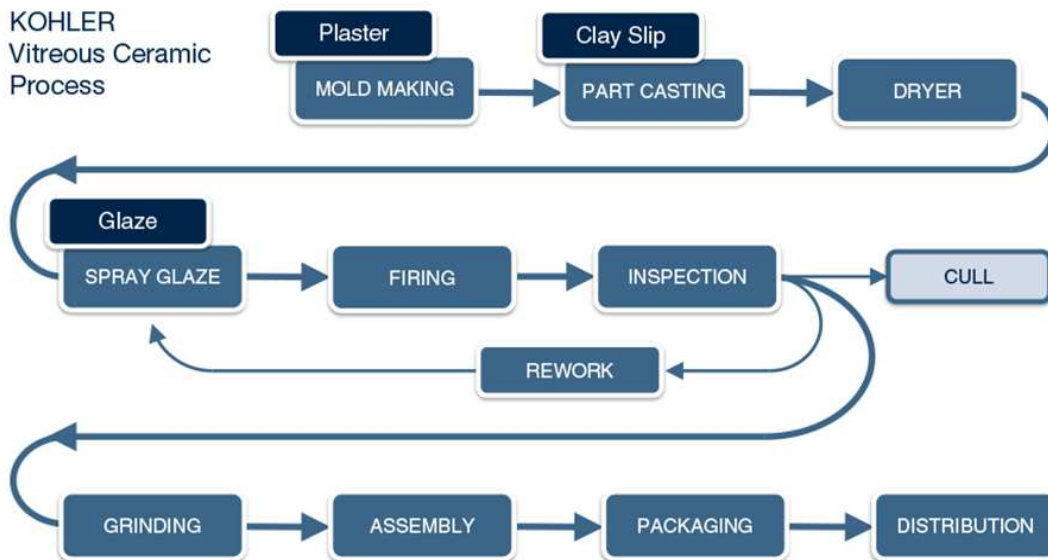 KOHLER
Vitreous Ceramic
Process
Plaster
MOLD MAKING
Clay Slip
PART CASTING
DRYER
Glaze
SPRAY GLAZE
FIRING
INSPECTION
CULL
REWORK
GRINDING
ASSEMBLY
PACKAGING
DISTRIBUTION